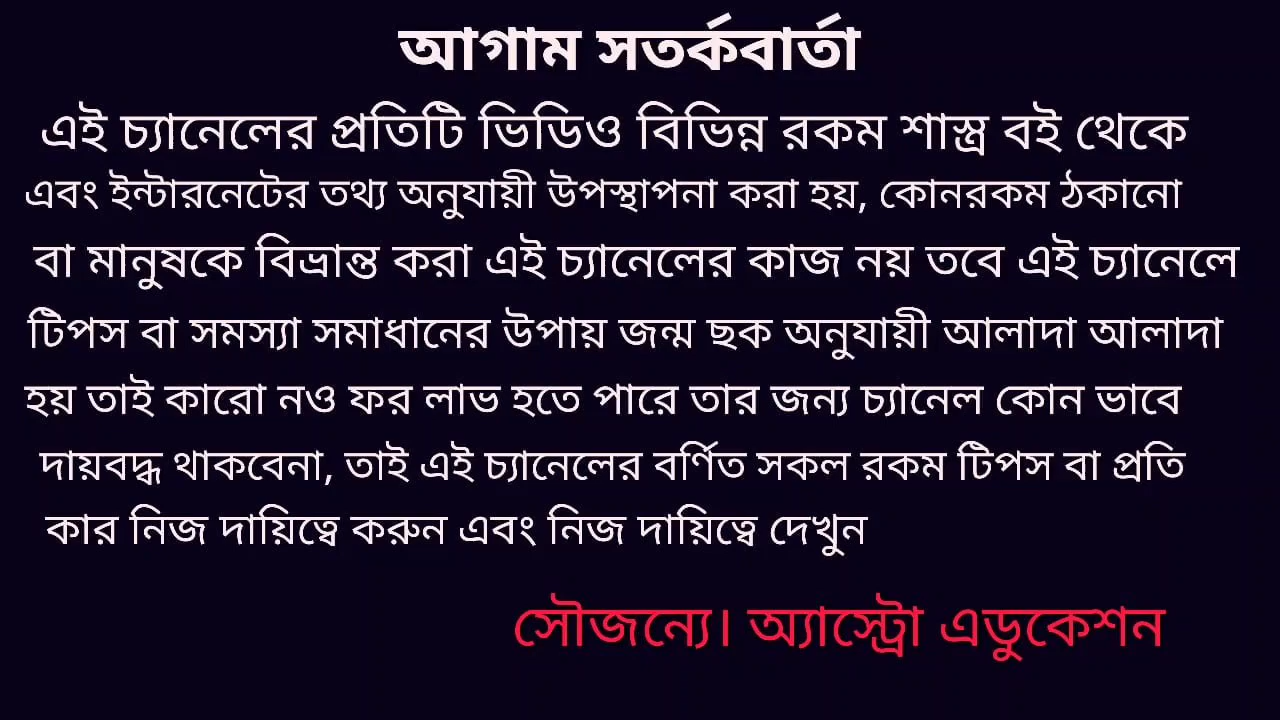 আগাম সতর্কবার্তা
এই চ্যানেলের প্রতিটি ভিডিও বিভিন্ন রকম শাস্ত্র বই থেকে
এবং ইন্টারনেটের তথ্য অনুযায়ী উপস্থাপনা করা হয়, কোনরকম ঠকানো
বা মানুষকে বিভ্রান্ত করা এই চ্যানেলের কাজ নয় তবে এই চ্যানেলে
টিপস বা সমস্যা সমাধানের উপায় জন্ম ছক অনুযায়ী আলাদা আলাদা
হয় তাই কারো নও ফর লাভ হতে পারে তার জন্য চ্যানেল কোন ভাবে
দায়বদ্ধ থাকবেনা, তাই এই চ্যানেলের বর্ণিত সকল রকম টিপস বা প্রতি
কার নিজ দায়িত্বে করুন এবং নিজ দায়িত্বে দেখুন
সৌজন্যে। অ্যাস্ট্রো এডুকেশন